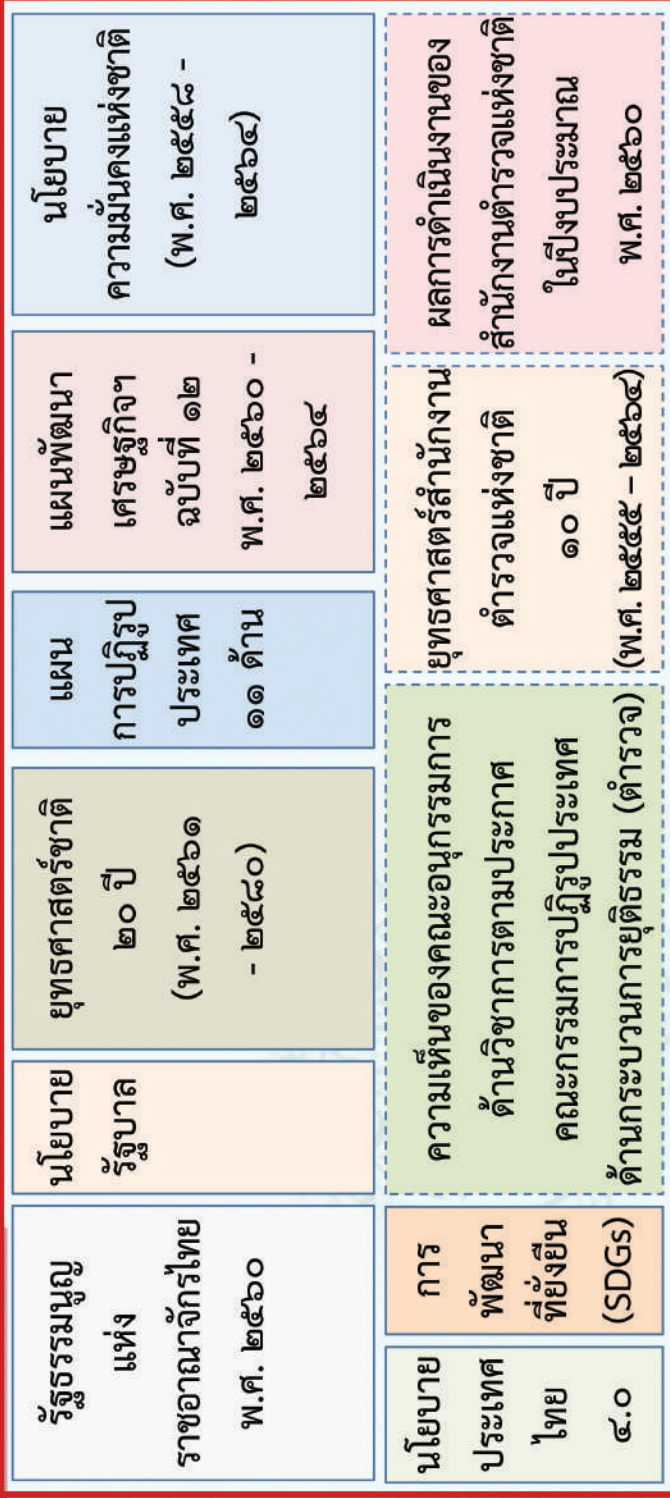 รัฐธรรมนูญ
แห่ง
ราชอาณาจักรไทย
พ.ศ. ๒๕๖๐
นโยบาย
รัฐบาล
ยุทธศาสตร์ชาติ
๒๐ ปี
(พ.ศ. ๒๕๖๑
- ๒๕๘๐)
แผน
การปฏิรูป
ประเทศ
๑๑ ด้าน
แผนพัฒนา
เศรษฐกิจฯ
ฉบับที่ ๑๒
พ.ศ. ๒๕๖๐ -
๒๕๖๔
นโยบาย
ความมั่นคงแห่งชาติ
(พ.ศ. ๒๕๕๘ -
๒๕๖๔)
นโยบาย
ประเทศ
ไทย
๔.๐
การ
พัฒนา
ที่ยั่งยืน
(SDGs)
ความเห็นของคณะอนุกรรมการ
ด้านวิชาการตามประกาศ
คณะกรรมการปฏิรูปประเทศ
ด้านกระบวนการยุติธรรม (ตำรวจ)
ยุทธศาสตร์สำนักงาน
ตำรวจแห่งชาติ
๑๐ ปี
(พ.ศ. ๒๕๕๕ – ๒๕๖๔)
ผลการดำเนินงานของ
สำนักงานตำรวจแห่งชาติ
ในปีงบประมาณ
พ.ศ. ๒๕๖๐